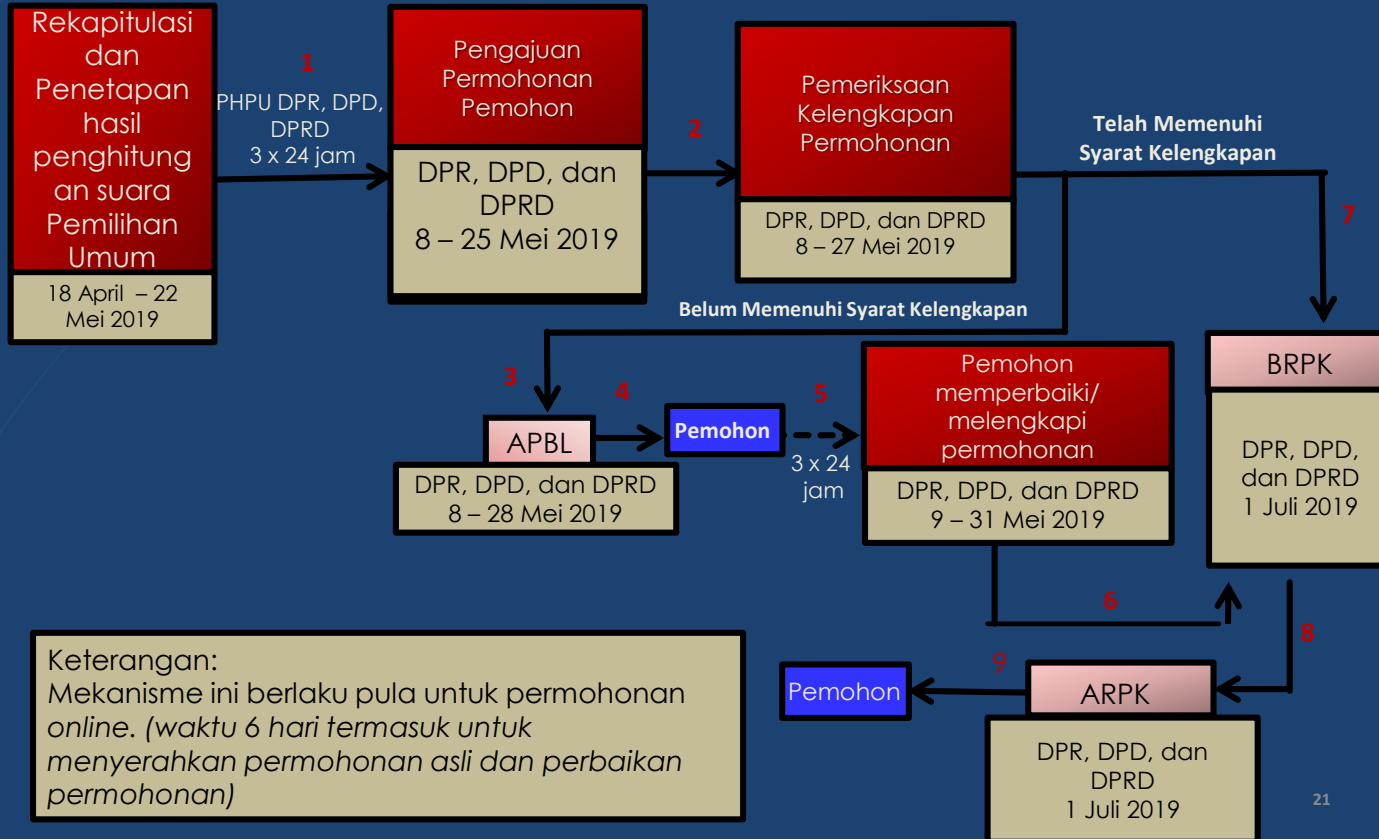 Rekapitulasi
dan
Penetapan
hasil
penghitung
an suara
Pemilihan
Umum
18 April – 22
Mei 2019
1
PHPU DPR, DPD,
DPRD
3 x 24 jam
Pengajuan
Permohonan
Pemohon
DPR, DPD, dan
DPRD
8 – 25 Mei 2019
2
Pemeriksaan
Kelengkapan
Permohonan
DPR, DPD, dan DPRD
8 – 27 Mei 2019
Telah Memenuhi
Syarat Kelengkapan
7
Belum Memenuhi Syarat Kelengkapan
3
APBL
DPR, DPD, dan DPRD
8 – 28 Mei 2019
4
Pemohon
5
3 x 24
jam
Pemohon
memperbaiki/
melengkapi
permohonan
DPR, DPD, dan DPRD
9 – 31 Mei 2019
BRPK
DPR, DPD,
dan DPRD
1 Juli 2019
6
8
9
Pemohon
ARPK
DPR, DPD, dan
DPRD
1 Juli 2019
Keterangan:
Mekanisme ini berlaku pula untuk permohonan
online. (waktu 6 hari termasuk untuk
menyerahkan permohonan asli dan perbaikan
permohonan)
21